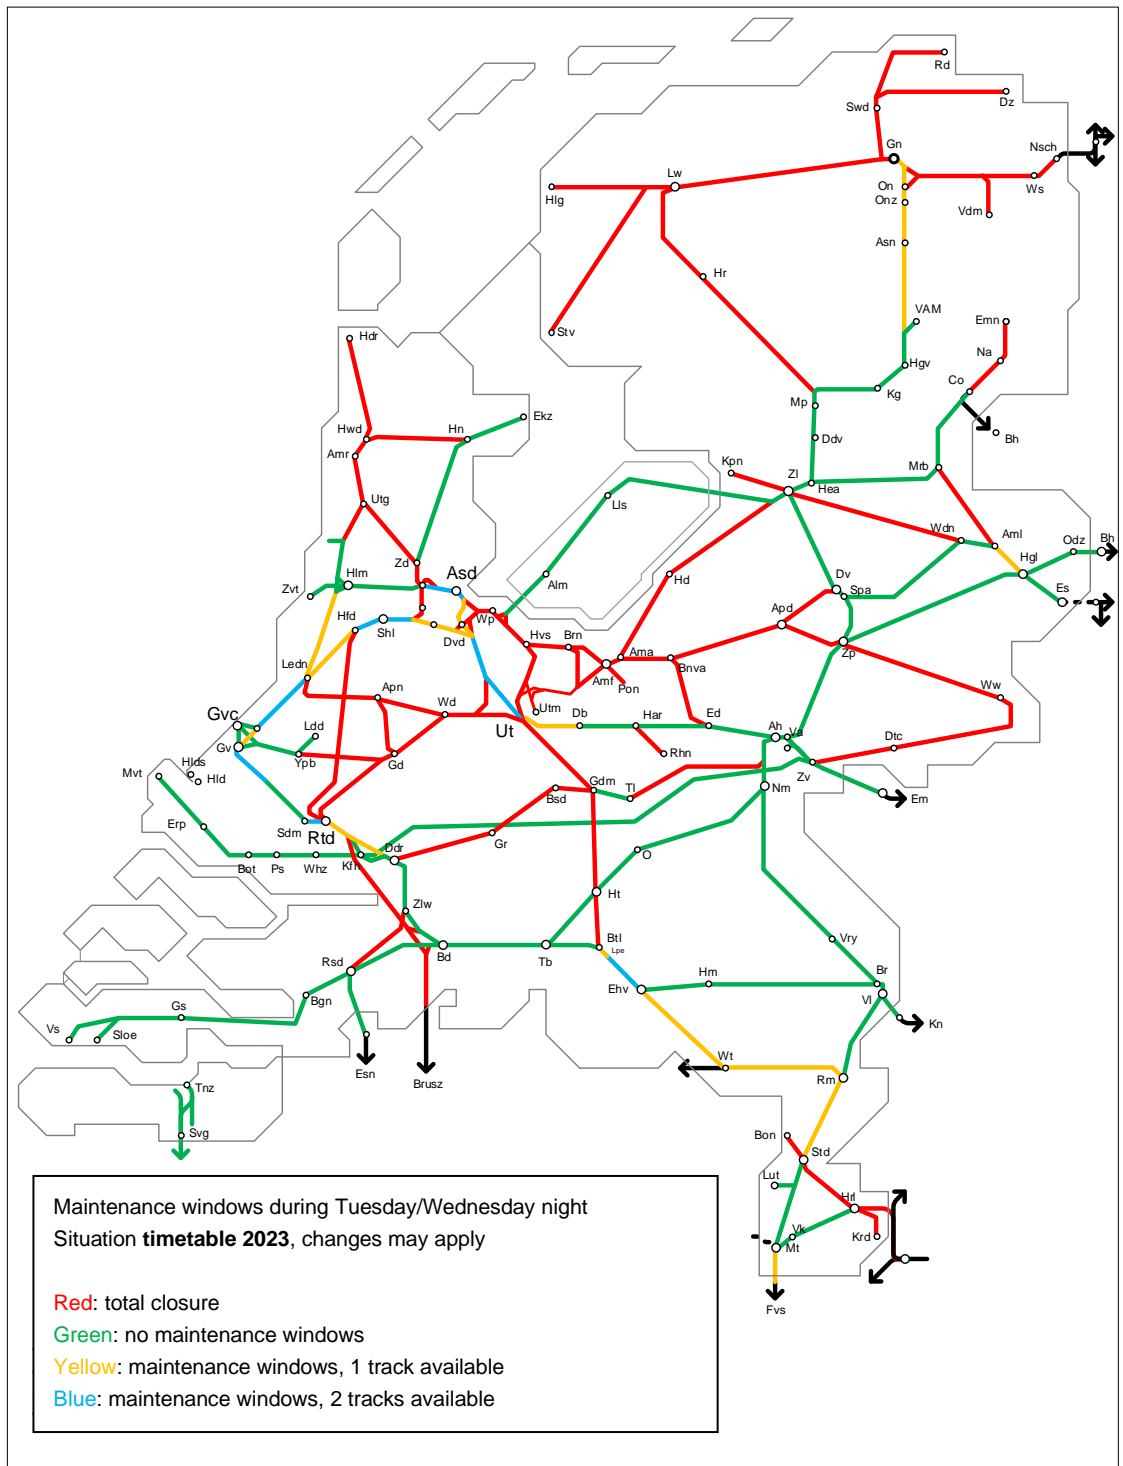 Rd
Dz
Swd
Gn
Nsch
Lw
Hlg
On
Onz
Ws
Vdm
Asn
Hr
VAM
Emn
Stv
Hdr
Na
Hgv
Co
Kg
Mp
Ekz
Hwd
Hn
Ddv
Bh
Amr
Kpn
Zl
Hea
Mrb
Utg
Lls
Wdn
Aml
Odz
Bh
Hgl
Zd
Hlm
Asd
Alm
Hd
Dv
Spa
Es
Zvt
Hfd
Shl
Dvd
Wp
Apd
Hvs
Brn
Ama
Bnva
Zp
Ledn
Amf
Pon
Apn
Wd
Utm
Ww
Gvc
Ldd
Ut
Db
Har
Ed
Ah
Va
Dtc
Gv
Ypb
Gd
Rhn
Zv
Mvt
Hlds
Hld
Gdm
Tl
Nm
Em
Bsd
Erp
Sdm
Rtd
Gr
Bot
Ps
Whz
Kfh
Ddr
O
Ht
Zlw
Btl
Lpe
Vry
Rsd
Bd
Tb
Ehv
Hm
Br
Vl
Bgn
Gs
Vs
Sloe
Kn
Esn
Brusz
Wt
Rm
Tnz
Svg
Bon
Std
Lut
Hrl
Vk
Krd
Mt
Fvs
Maintenance windows during Tuesday/Wednesday night
Situation timetable 2023, changes may apply
Red: total closure
Green: no maintenance windows
Yellow: maintenance windows, 1 track available
Blue: maintenance windows, 2 tracks available